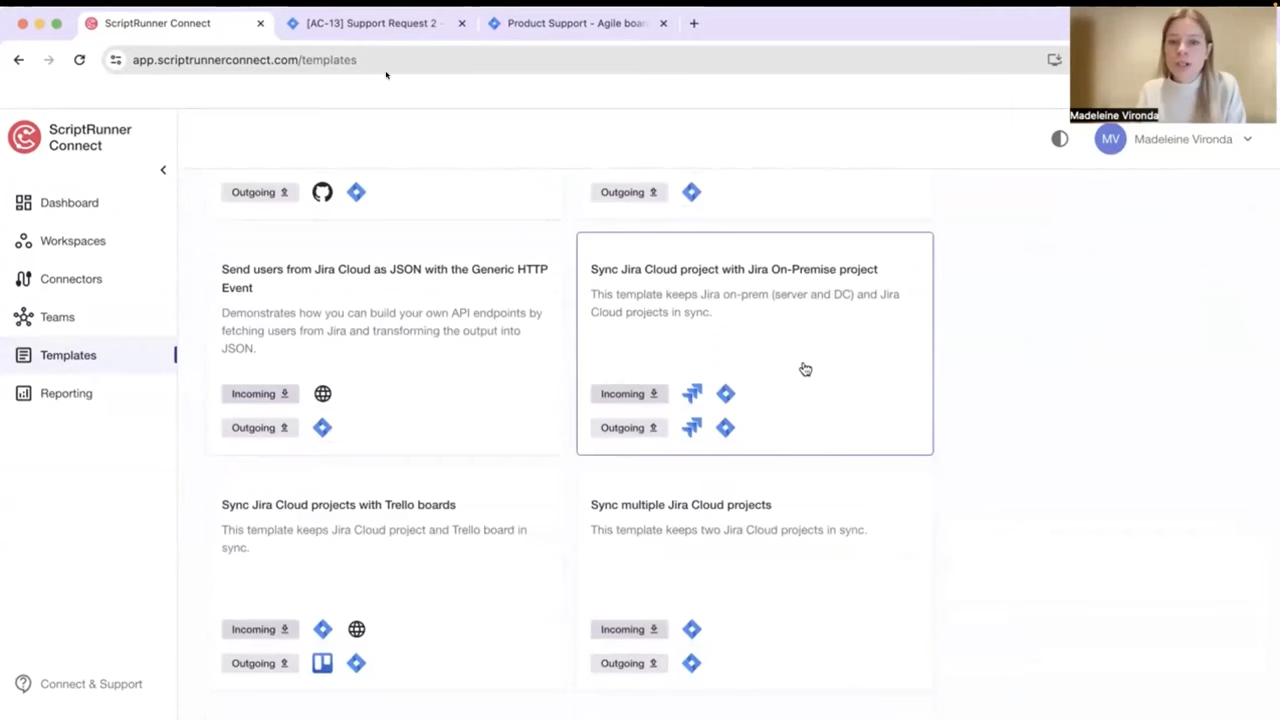 ScriptRunner Connect
[AC-13] Support Request 2 -
Product Support - Agile boar
app.scriptrunnerconnect.com/templates
Madeleine Vironda
ScriptRunner
Connect
MV
Madeleine Vironda
Dashboard
Workspaces
Connectors
Teams
Templates
Reporting
Connect & Support
Outgoing
Outgoing
Send users from Jira Cloud as JSON with the Generic HTTP
Event
Demonstrates how you can build your own API endpoints by
fetching users from Jira and transforming the output into
JSON.
Incoming
Outgoing
Sync Jira Cloud project with Jira On-Premise project
This template keeps Jira on-prem (server and DC) and Jira
Cloud projects in sync.
Incoming
Outgoing
Sync Jira Cloud projects with Trello boards
This template keeps Jira Cloud project and Trello board in
sync.
Incoming
Outgoing
Sync multiple Jira Cloud projects
This template keeps two Jira Cloud projects in sync.
Incoming
Outgoing